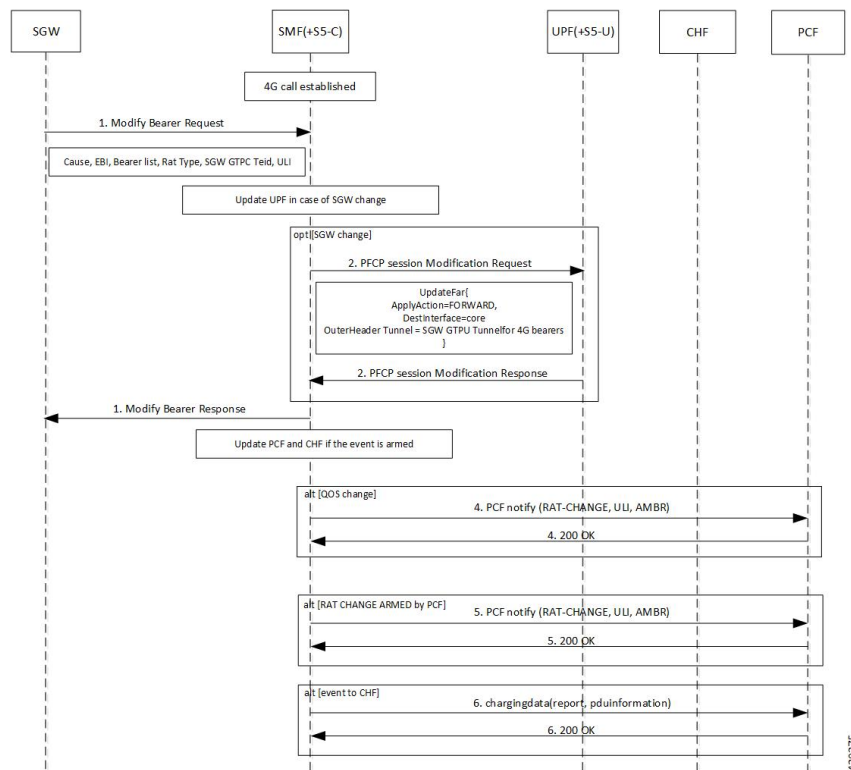 SGW
SMF(+S5-C)
UPF(+S5-U)
CHF
PCF
4G call established
1. Modify Bearer Request
Cause, EBI, Bearer list, Rat Type, SGW GTPC Teid, ULI
Update UPF in case of SGW change
opt [SGW change]
2. PFCP session Modification Request
UpdateFar{
ApplyAction=FORWARD,
DestInterface=core
OuterHeader Tunnel = SGW GTPU Tunnelfor 4G bearers
}
2. PFCP session Modification Response
1. Modify Bearer Response
Update PCF and CHF if the event is armed
alt [QOS change]
4. PCF notify (RAT-CHANGE, ULI, AMBR)
4. 200 OK
alt [RAT CHANGE ARMED by PCF]
5. PCF notify (RAT-CHANGE, ULI, AMBR)
5. 200 OK
alt [event to CHF]
6. chargingdata(report, pduinformation)
6. 200 OK